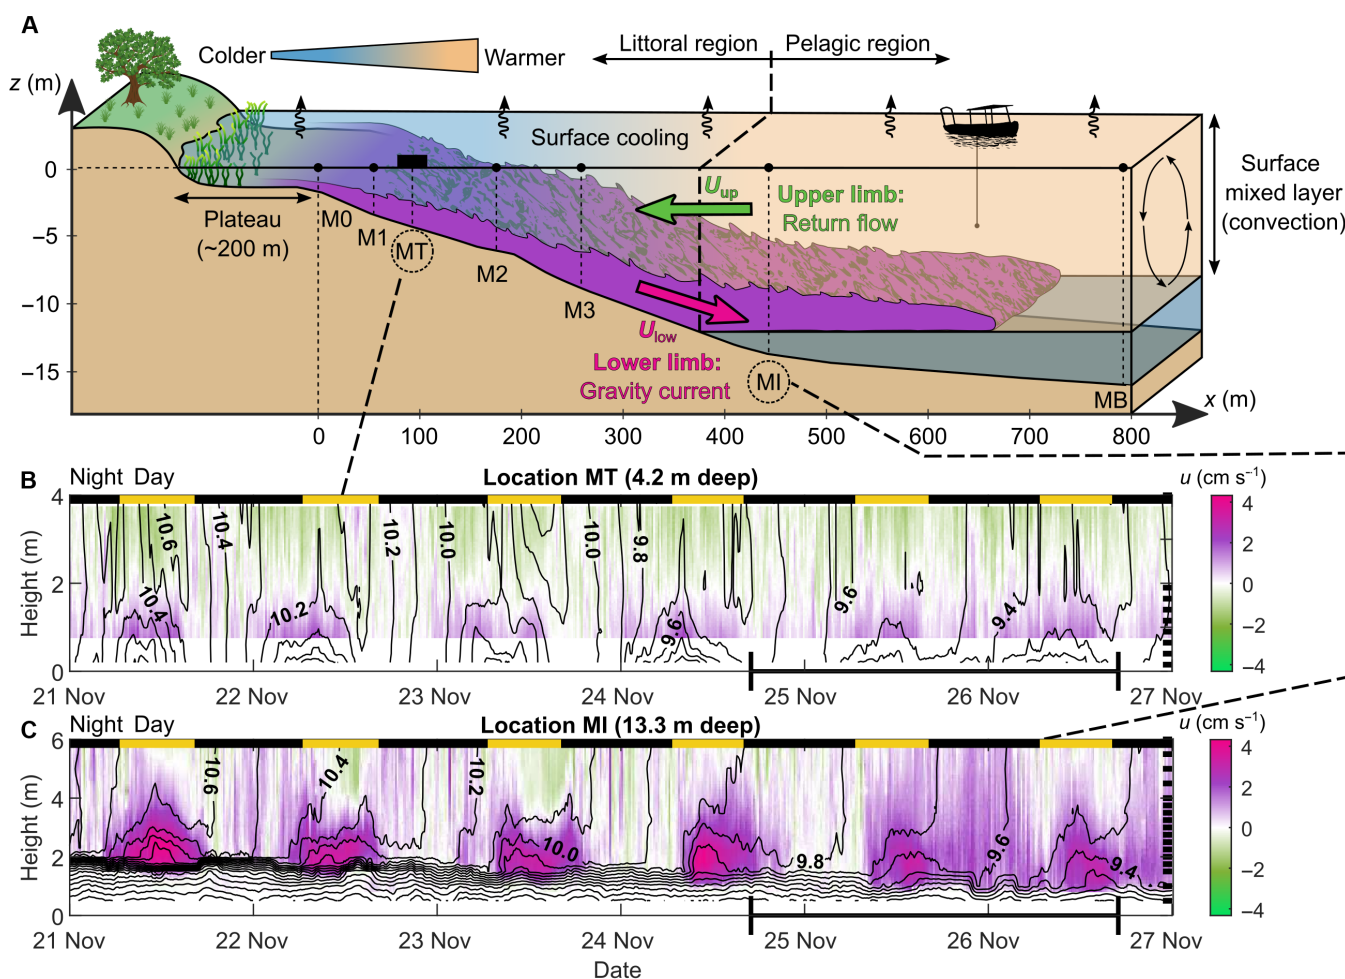 A
Colder
Warmer
Littoral region
Pelagic region
z (m)
Surface cooling
0
−5
−10
−15
Plateau
(~200 m)
M0
M1
MT
M2
M3
MI
MB
Uup
Upper limb:
Return flow
Ulow
Lower limb:
Gravity current
Surface
mixed layer
(convection)
0
100
200
300
400
500
600
700
800
x (m)
B
Night Day
Location MT (4.2 m deep)
u (cm s−1)
Height (m)
4
2
0
10.6
10.4
10.4
10.2
10.2
10.0
10.0
9.8
9.6
9.6
9.4
4
2
0
−2
−4
21 Nov
22 Nov
23 Nov
24 Nov
25 Nov
26 Nov
27 Nov
C
Night Day
Location MI (13.3 m deep)
u (cm s−1)
Height (m)
6
4
2
0
10.6
10.4
10.2
10.0
9.8
9.6
9.4
4
2
0
−2
−4
21 Nov
22 Nov
23 Nov
24 Nov
25 Nov
26 Nov
27 Nov
Date